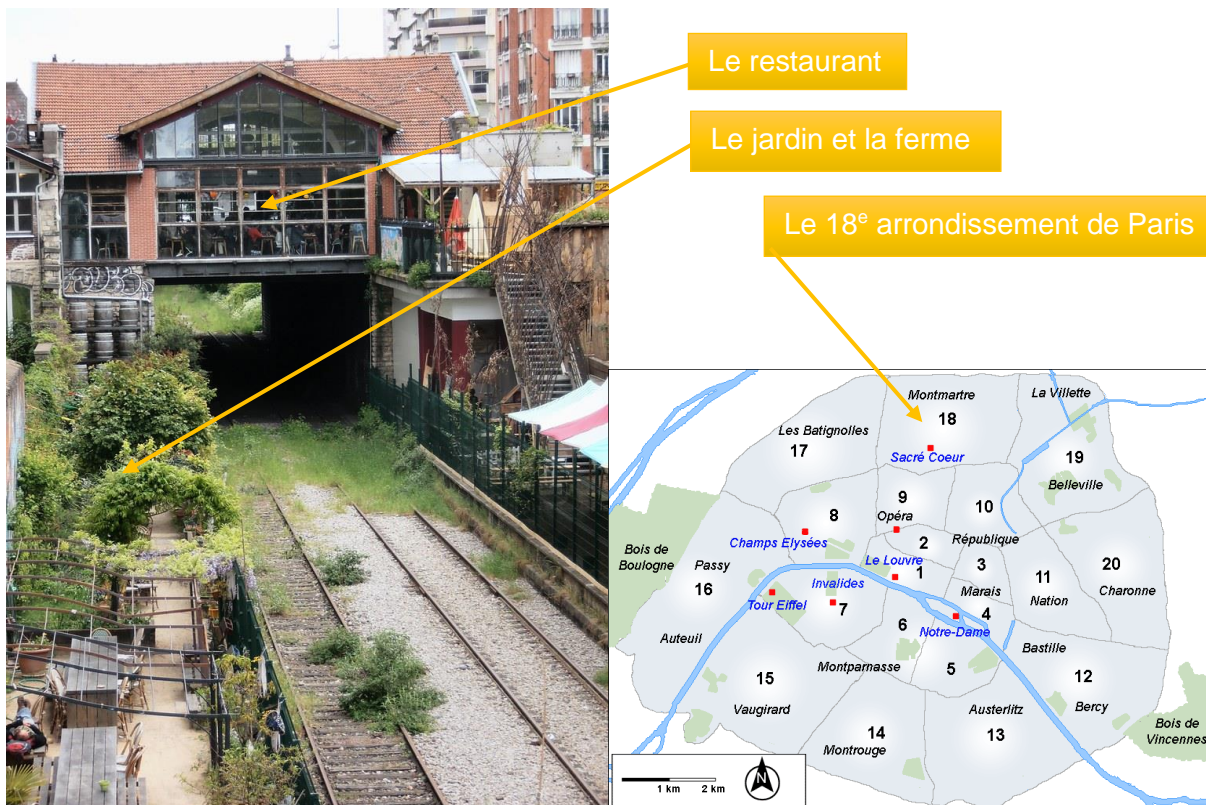 Le restaurant
Le jardin et la ferme
Le 18e arrondissement de Paris
Montmartre
18
Sacré Coeur
La Villette
19
Belleville
Les Batignolles
17
9
Opéra
10
8
Champs Elysées
2
République
Le Louvre
1
3
Marais
11
Nation
20
Charonne
Bois de
Boulogne
Passy
16
Invalides
7
Tour Eiffel
4
Notre-Dame
Auteuil
6
5
Bastille
Montparnasse
15
Vaugirard
12
Bercy
Austerlitz
13
14
Montrouge
Bois de
Vincennes
1 km
2 km
N